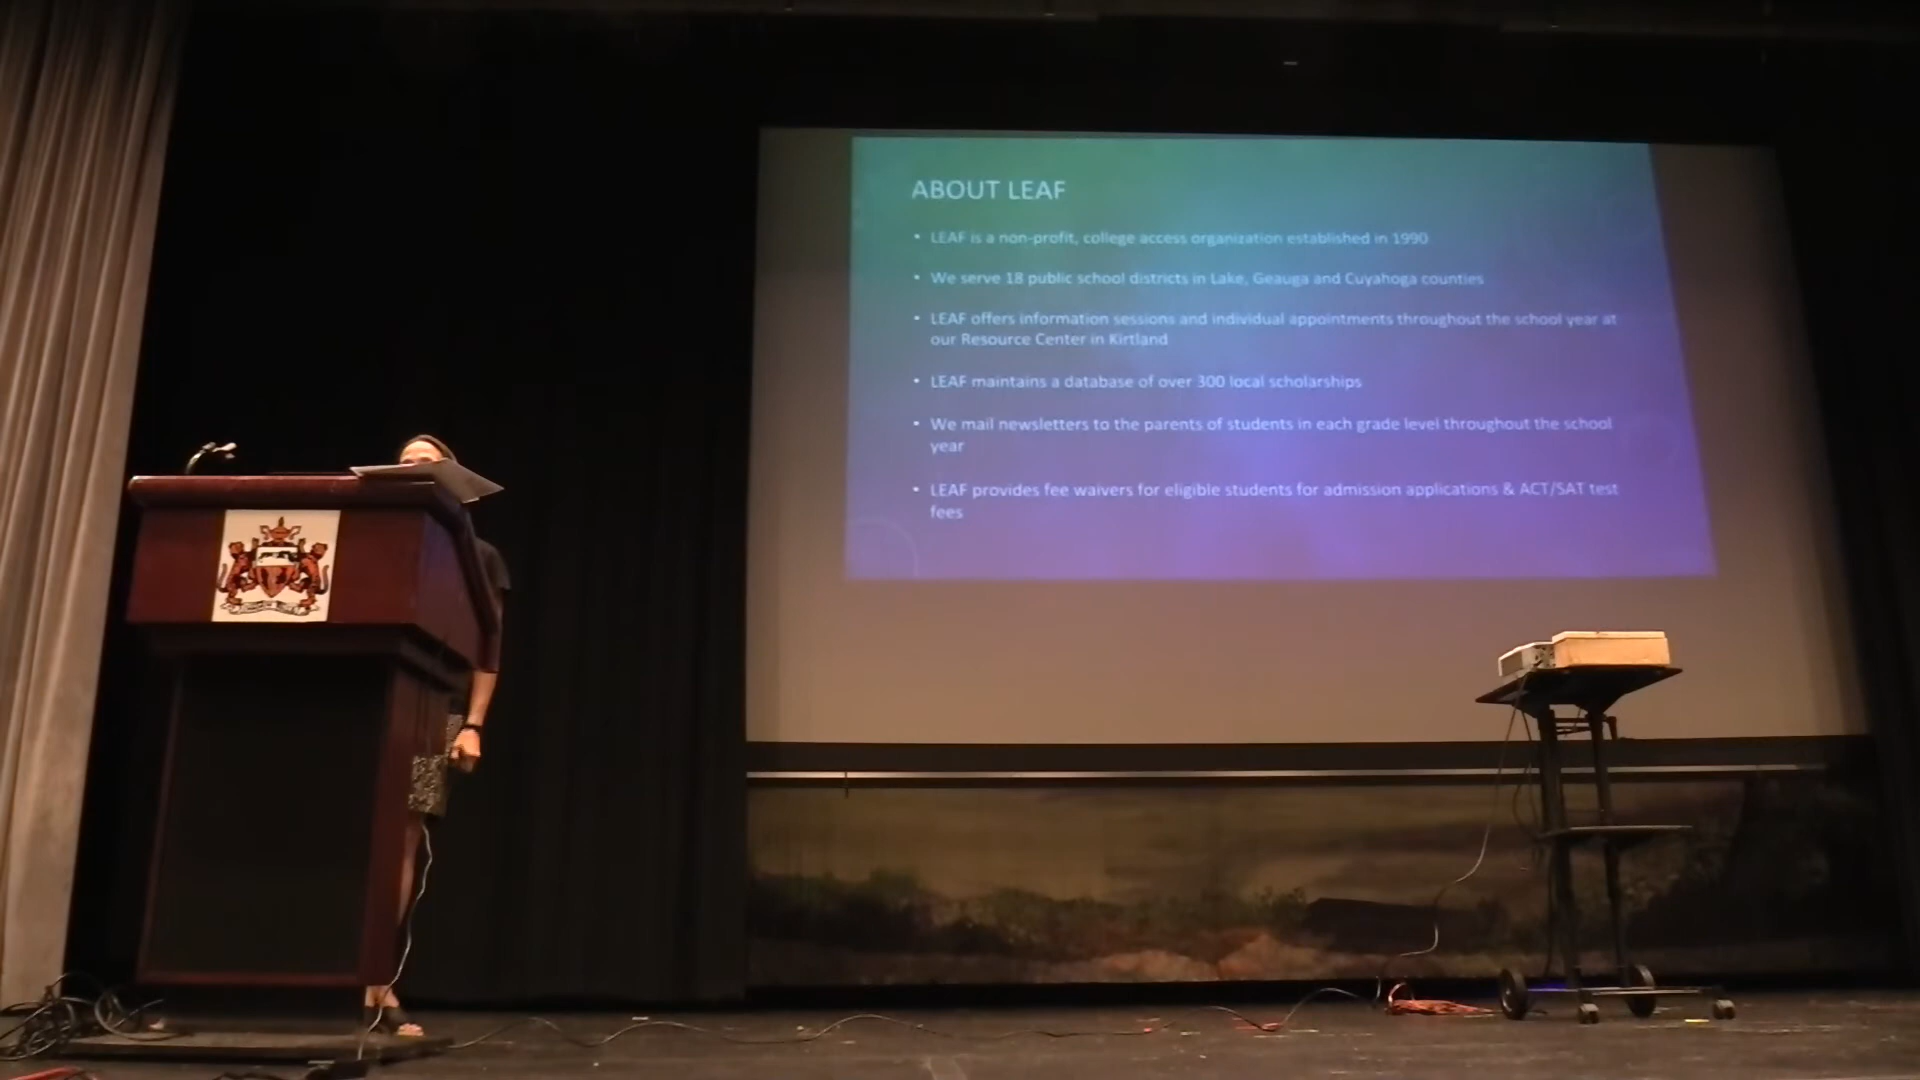 ABOUT LEAF
• LEAF is a non-profit, college access organization established in 1990
• We serve 18 public school districts in Lake, Geauga and Cuyahoga counties
• LEAF offers information sessions and individual appointments throughout the school year at
our Resource Center in Kirtland
• LEAF maintains a database of over 300 local scholarships
• We mail newsletters to the parents of students in each grade level throughout the school
year
• LEAF provides fee waivers for eligible students for admission applications & ACT/SAT test
fees